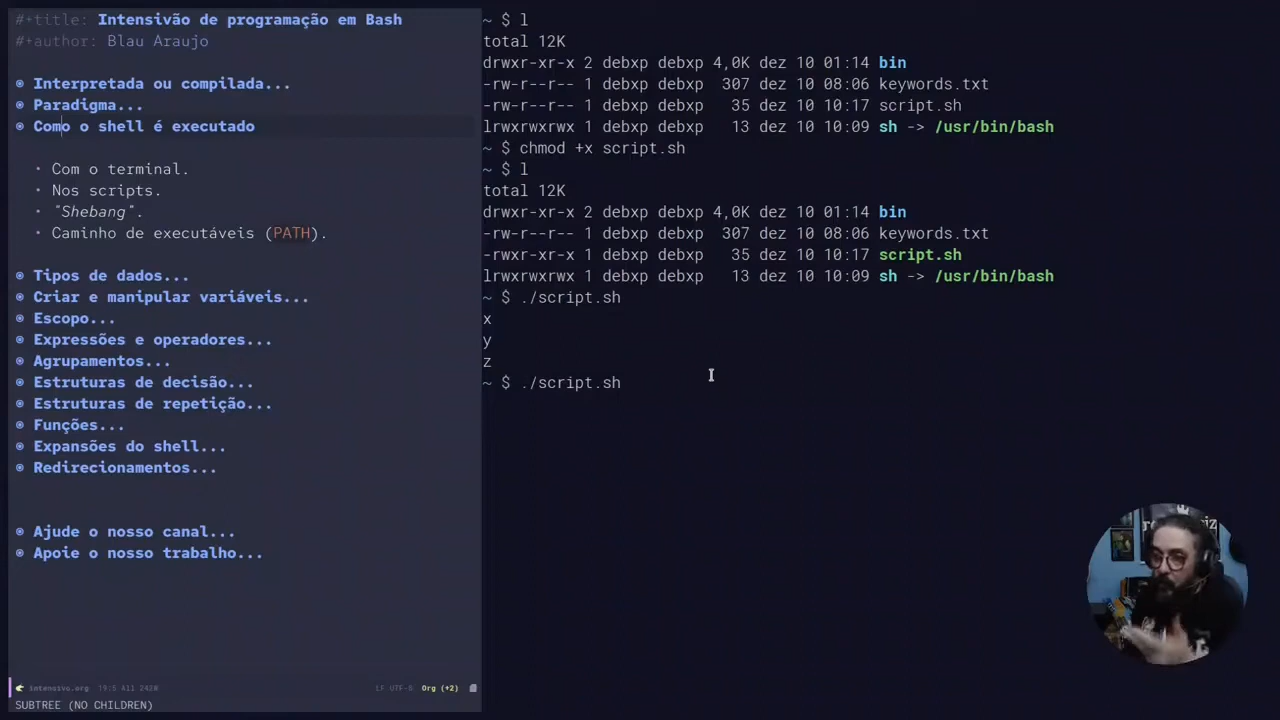 #+title: Intensivão de programação em Bash
#+author: Blau Araujo
Interpretada ou compilada...
Paradigma...
Como o shell é executado
• Com o terminal.
• Nos scripts.
• "Shebang".
• Caminho de executáveis (PATH).
Tipos de dados...
Criar e manipular variáveis...
Escopo...
Expressões e operadores...
Agrupamentos...
Estruturas de decisão...
Estruturas de repetição...
Funções...
Expansões do shell...
Redirecionamentos...
Ajude o nosso canal...
Apoie o nosso trabalho...
intensivo.org 19:5 All 2420 LF UTF-8 Org (+2)
SUBTREE (NO CHILDREN)
~ $ l
total 12K
drwxr-xr-x 2 debxp debxp 4,0K dez 10 01:14 bin
-rw-r--r-- 1 debxp debxp 307 dez 10 08:06 keywords.txt
-rw-r--r-- 1 debxp debxp 35 dez 10 10:17 script.sh
lrwxrwxrwx 1 debxp debxp 13 dez 10 10:09 sh -> /usr/bin/bash
~ $ chmod +x script.sh
~ $ l
total 12K
drwxr-xr-x 2 debxp debxp 4,0K dez 10 01:14 bin
-rw-r--r-- 1 debxp debxp 307 dez 10 08:06 keywords.txt
-rwxr-xr-x 1 debxp debxp 35 dez 10 10:17 script.sh
lrwxrwxrwx 1 debxp debxp 13 dez 10 10:09 sh -> /usr/bin/bash
~ $ ./script.sh
x
y
z
~ $ ./script.sh